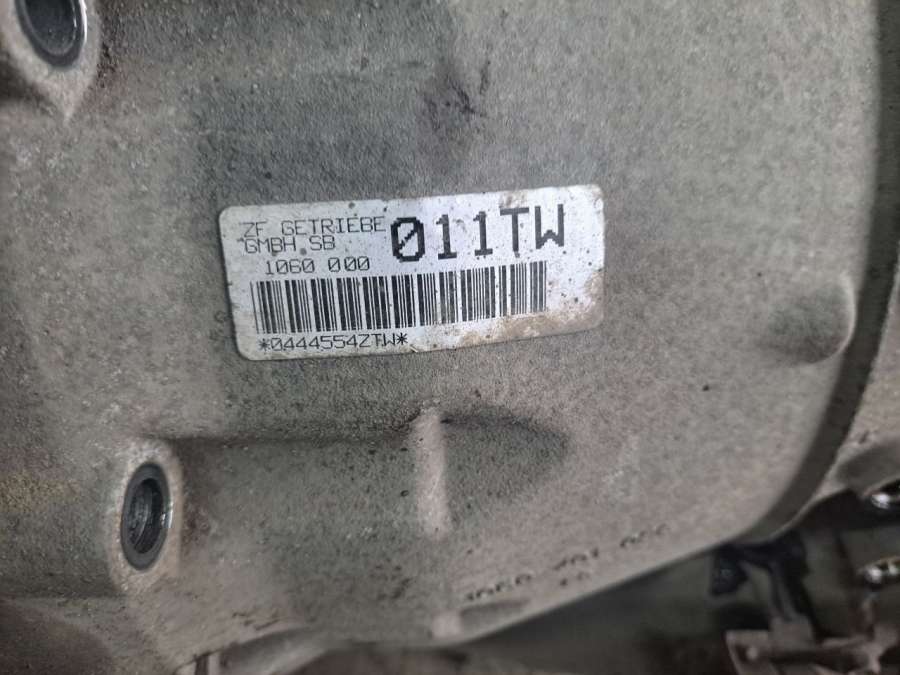 ZF GETRIEBE
GMBH SB
1060 000
011TW
*0444554ZTW*